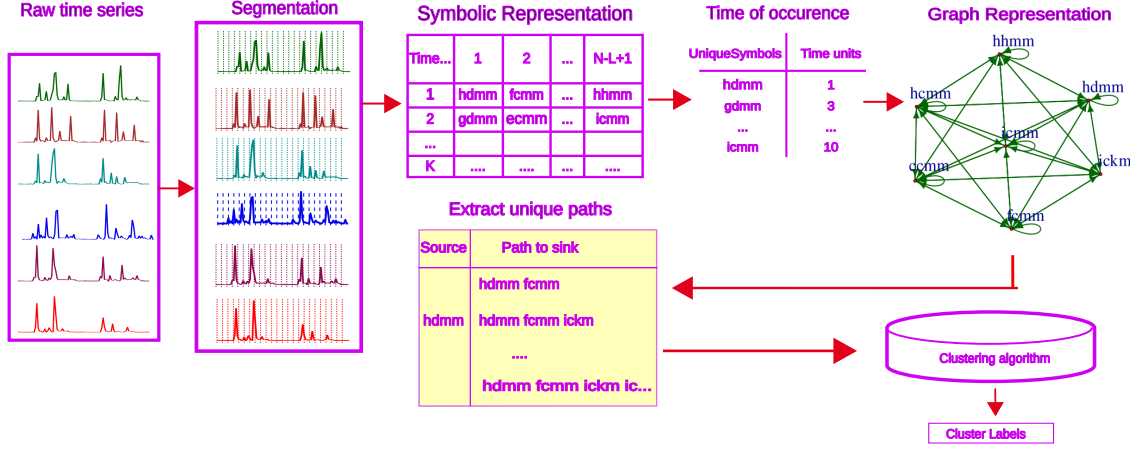 Raw time series
Segmentation
Symbolic Representation
Time of occurence
Graph Representation
Time... 1 2 ... N-L+1
1 hdmm fcmm ... hhmm
2 gdmm ecmm ... icmm
...
K .... .... ... ....
UniqueSymbols Time units
hdmm 1
gdmm 3
... ...
icmm 10
hhmm
hdmm
hcmm
icmm
ickm
ccmm
fcmm
Extract unique paths
Source Path to sink
hdmm fcmm
hdmm hdmm fcmm ickm
....
hdmm fcmm ickm ic...
Clustering algorithm
Cluster Labels